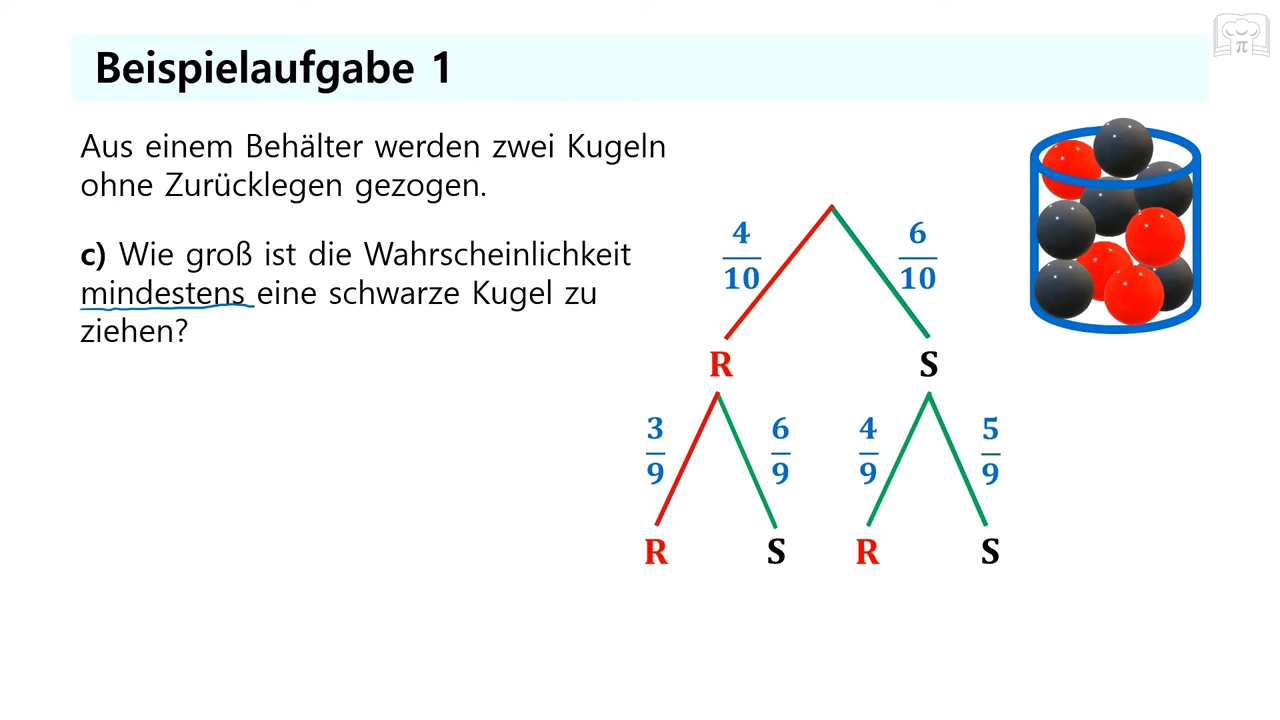 Beispielaufgabe 1
Aus einem Behälter werden zwei Kugeln
ohne Zurücklegen gezogen.
c) Wie groß ist die Wahrscheinlichkeit
mindestens eine schwarze Kugel zu
ziehen?
4/10 6/10
R S
3/9 6/9 4/9 5/9
R S R S
π